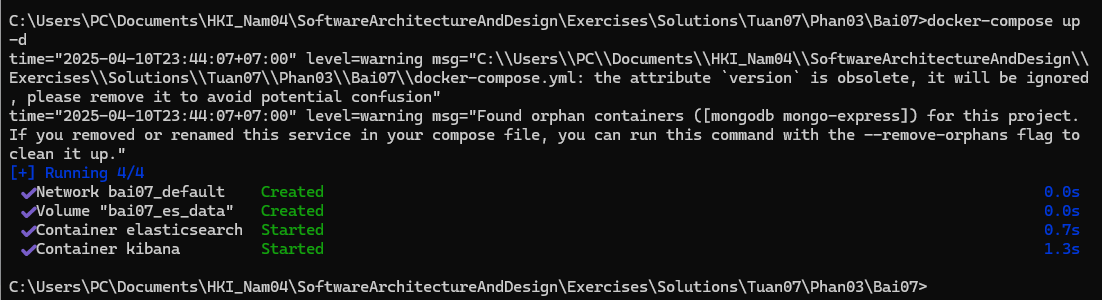 C:\Users\PC\Documents\HKI_Nam04\SoftwareArchitectureAndDesign\Exercises\Solutions\Tuan07\Phan03\Bai07>docker-compose up
-d
time="2025-04-10T23:44:07+07:00" level=warning msg="C:\\Users\\PC\\Documents\\HKI_Nam04\\SoftwareArchitectureAndDesign\\
Exercises\\Solutions\\Tuan07\\Phan03\\Bai07\\docker-compose.yml: the attribute `version` is obsolete, it will be ignored
, please remove it to avoid potential confusion"
time="2025-04-10T23:44:07+07:00" level=warning msg="Found orphan containers ([mongodb mongo-express]) for this project.
If you removed or renamed this service in your compose file, you can run this command with the --remove-orphans flag to
clean it up."
[+] Running 4/4
✔Network bai07_default Created 0.0s
✔Volume "bai07_es_data" Created 0.0s
✔Container elasticsearch Started 0.7s
✔Container kibana Started 1.3s
C:\Users\PC\Documents\HKI_Nam04\SoftwareArchitectureAndDesign\Exercises\Solutions\Tuan07\Phan03\Bai07>